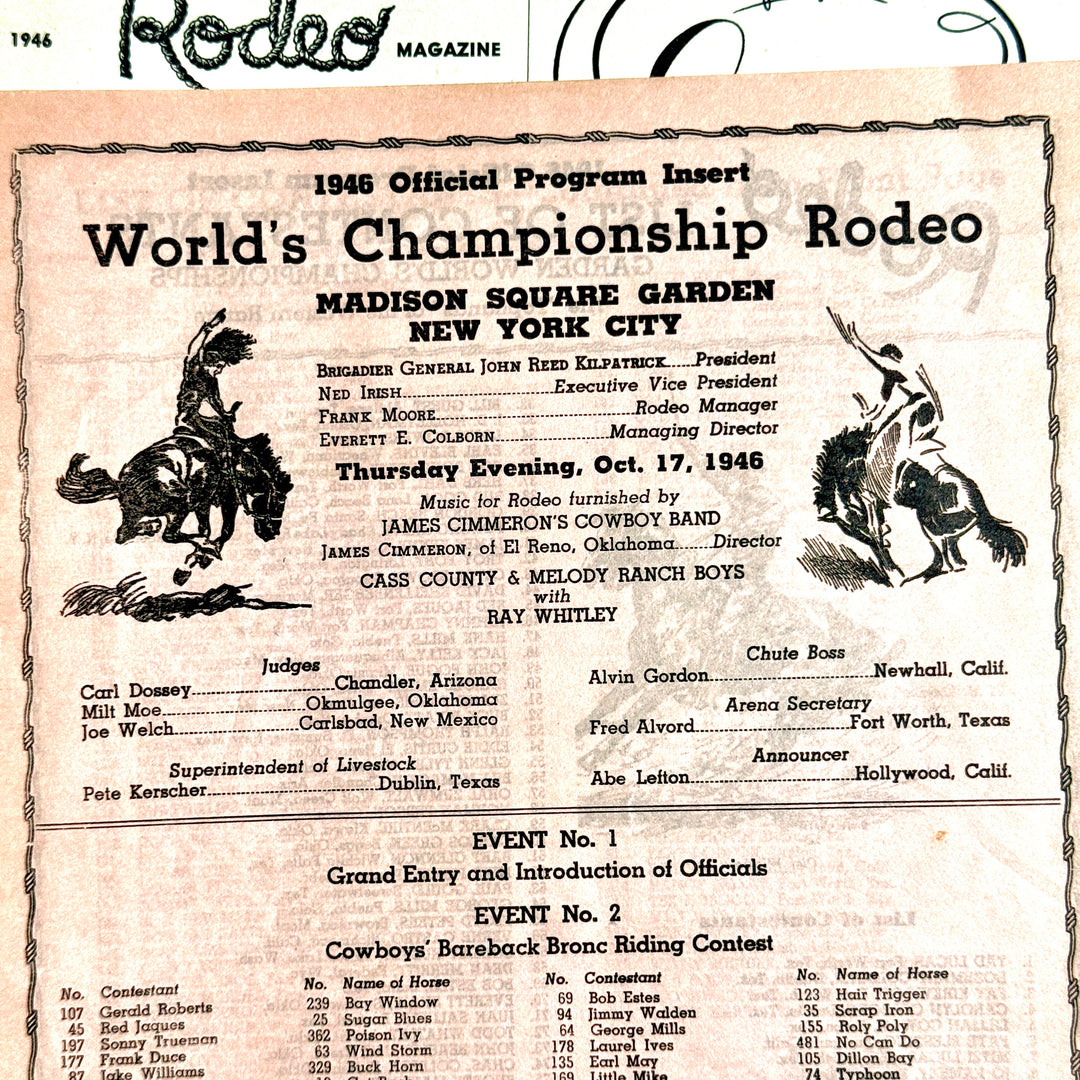 1946 Rodeo MAGAZINE
1946 Official Program Insert
World's Championship Rodeo
MADISON SQUARE GARDEN
NEW YORK CITY
BRIGADIER GENERAL JOHN REED KILPATRICK......President
NED IRISH..............................Executive Vice President
FRANK MOORE........................................Rodeo Manager
EVERETT E. COLBORN.......................Managing Director
Thursday Evening, Oct. 17, 1946
Music for Rodeo furnished by
JAMES CIMMERON'S COWBOY BAND
JAMES CIMMERON, of El Reno, Oklahoma........Director
CASS COUNTY & MELODY RANCH BOYS
with
RAY WHITLEY
Judges
Carl Dossey..............................Chandler, Arizona
Milt Moe..............................Okmulgee, Oklahoma
Joe Welch..........................Carlsbad, New Mexico
Superintendent of Livestock
Pete Kerscher....................................Dublin, Texas
Chute Boss
Alvin Gordon..................................Newhall, Calif.
Arena Secretary
Fred Alvord................................Fort Worth, Texas
Announcer
Abe Lefton..................................Hollywood, Calif.
EVENT No. 1
Grand Entry and Introduction of Officials
EVENT No. 2
Cowboys' Bareback Bronc Riding Contest
No. Contestant No. Name of Horse No. Contestant No. Name of Horse
107 Gerald Roberts 239 Bay Window 69 Bob Estes 123 Hair Trigger
45 Red Jaques 25 Sugar Blues 94 Jimmy Walden 35 Scrap Iron
197 Sonny Trueman 362 Poison Ivy 64 George Mills 155 Roly Poly
177 Frank Duce 63 Wind Storm 178 Laurel Ives 481 No Can Do
87 Jake Williams 329 Buck Horn 135 Earl May 105 Dillon Bay
169 Little Mike 74 Typhoon